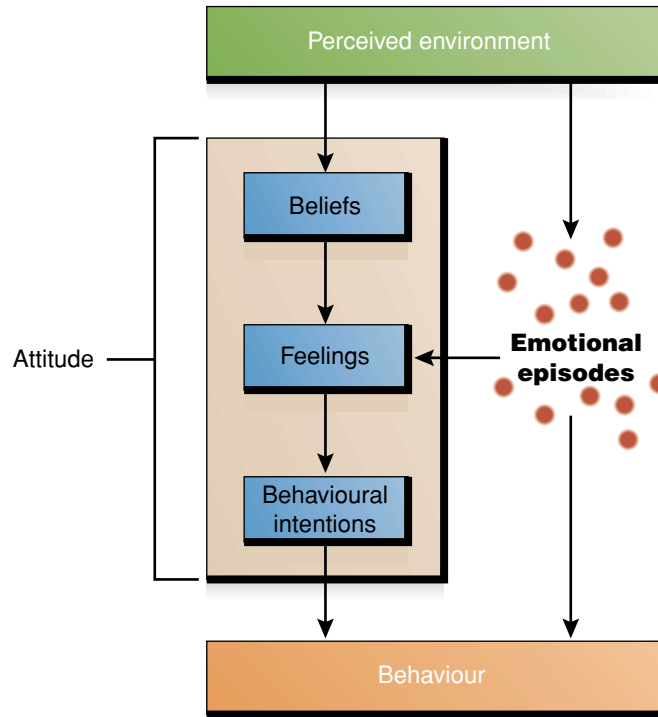 Perceived environment
Beliefs
Attitude
Feelings
Emotional
episodes
Behavioural
intentions
Behaviour